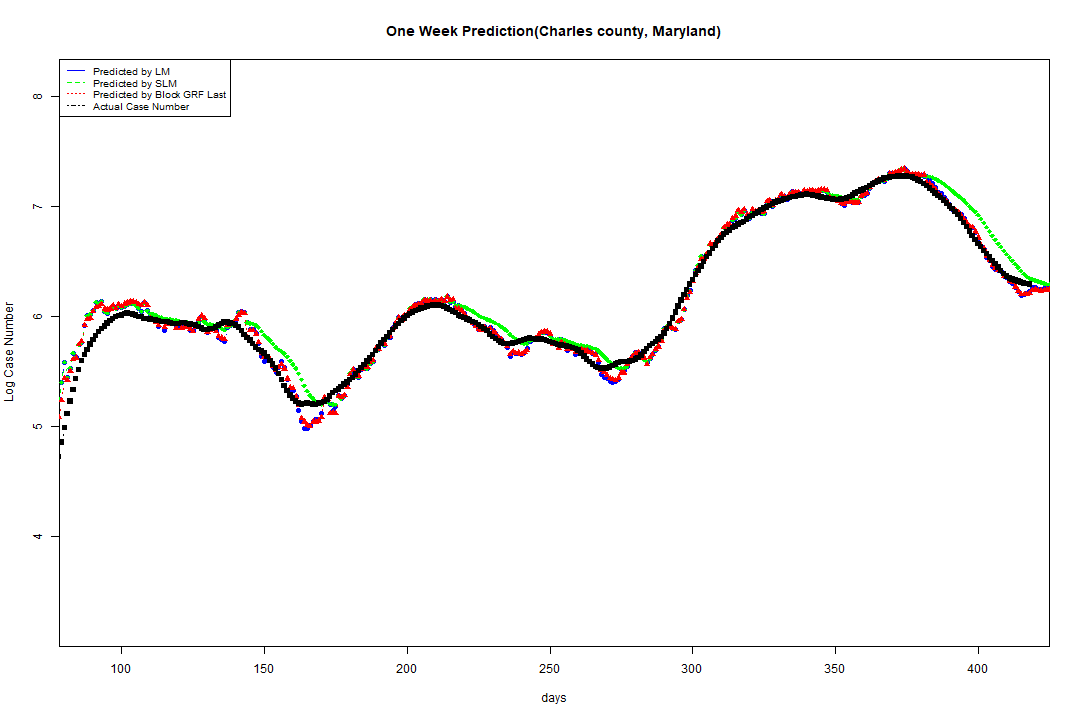 One Week Prediction(Charles county, Maryland)
Predicted by LM
Predicted by SLM
Predicted by Block GRF Last
Actual Case Number
8
7
6
5
4
Log Case Number
100 150 200 250 300 350 400
days